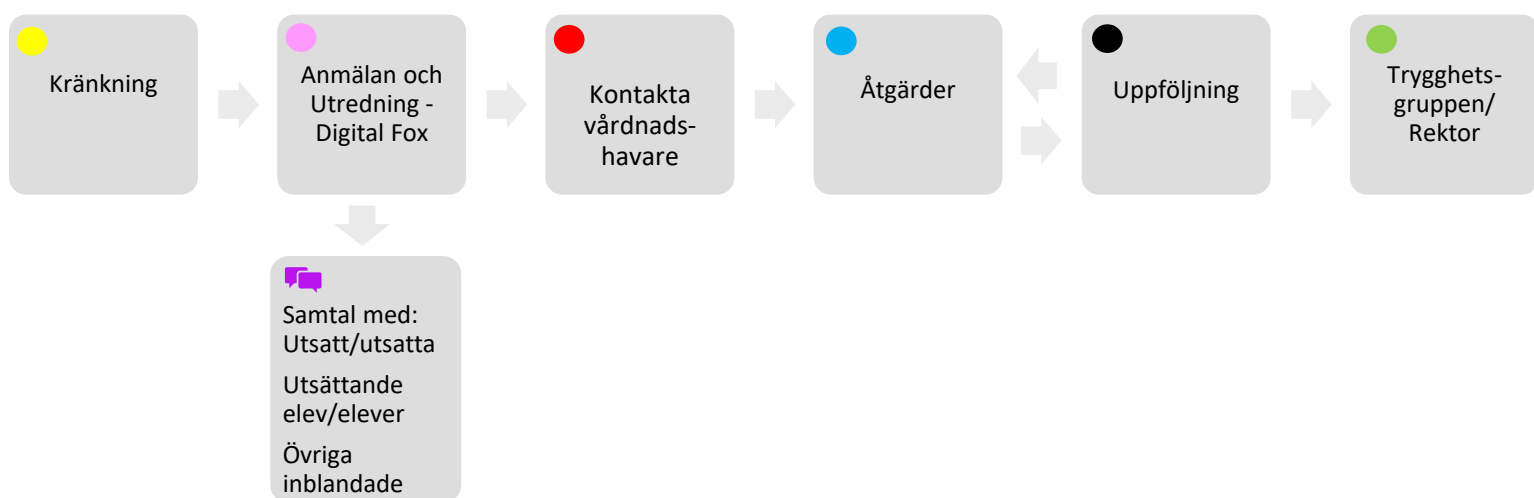 Kränkning
Anmälan och
Utredning -
Digital Fox
Kontakta
vårdnads-
havare
Åtgärder
Uppföljning
Trygghets-
gruppen/
Rektor
Samtal med:
Utsatt/utsatta
Utsättande
elev/elever
Övriga
inblandade